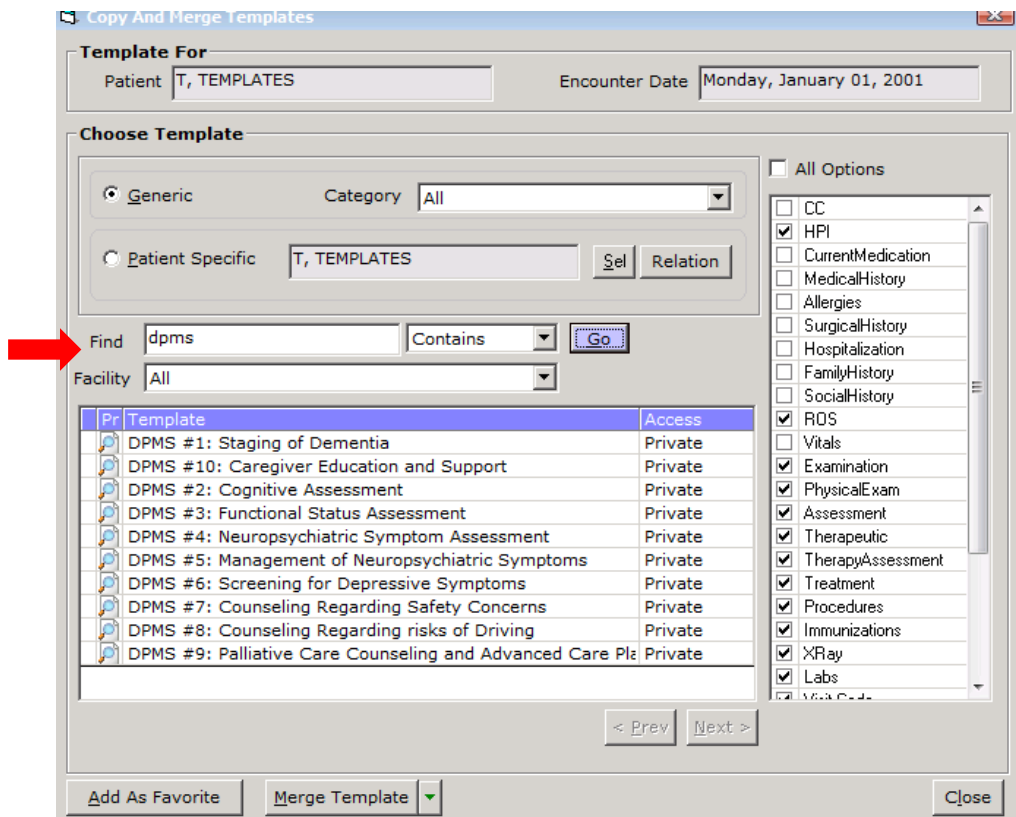 Copy And Merge Templates
Template For
Patient T, TEMPLATES Encounter Date Monday, January 01, 2001
Choose Template
Generic Category All
Patient Specific T, TEMPLATES Sel Relation
Find dpms Contains Go
Facility All
Pr Template Access
DPMS #1: Staging of Dementia Private
DPMS #10: Caregiver Education and Support Private
DPMS #2: Cognitive Assessment Private
DPMS #3: Functional Status Assessment Private
DPMS #4: Neuropsychiatric Symptom Assessment Private
DPMS #5: Management of Neuropsychiatric Symptoms Private
DPMS #6: Screening for Depressive Symptoms Private
DPMS #7: Counseling Regarding Safety Concerns Private
DPMS #8: Counseling Regarding risks of Driving Private
DPMS #9: Palliative Care Counseling and Advanced Care Pla Private
< Prev Next >
All Options
CC
HPI
CurrentMedication
MedicalHistory
Allergies
SurgicalHistory
Hospitalization
FamilyHistory
SocialHistory
ROS
Vitals
Examination
PhysicalExam
Assessment
Therapeutic
TherapyAssessment
Treatment
Procedures
Immunizations
XRay
Labs
Add As Favorite Merge Template Close